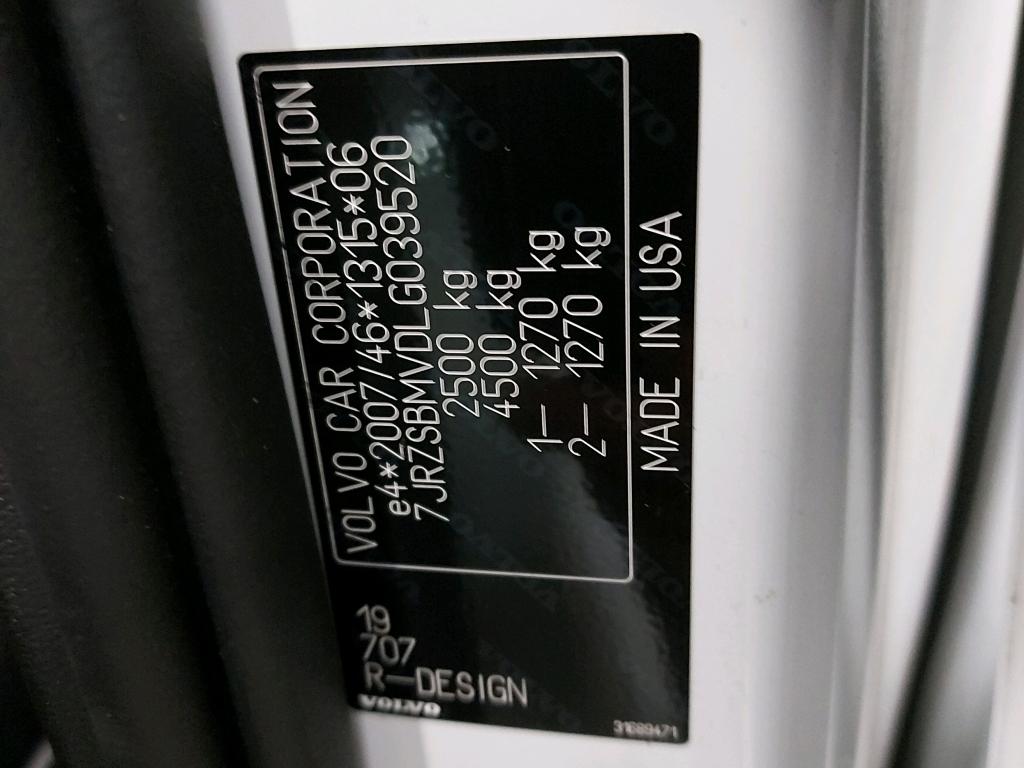 VOLVO CAR CORPORATION
e4*2007/46*1315*06
7JRZSBMVDLG039520
2500 kg
4500 kg
1– 1270 kg
2– 1270 kg
MADE IN USA
19
707
R–DESIGN
VOLVO
31689471